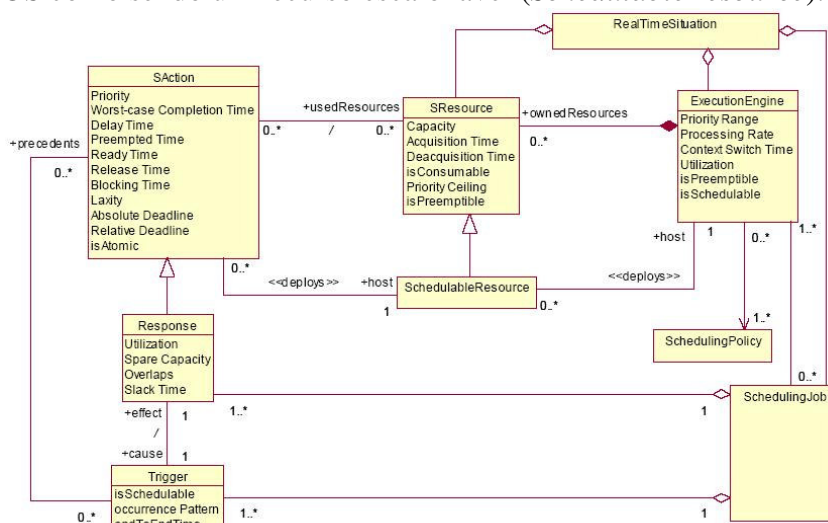 RealTimeSituation
SAction
Priority
Worst-case Completion Time
Delay Time
Preempted Time
Ready Time
Release Time
Blocking Time
Laxity
Absolute Deadline
Relative Deadline
isAtomic
+usedResources
0..*
/
0..*
SResource
Capacity
Acquisition Time
Deacquisition Time
isConsumable
Priority Ceiling
isPreemptible
+ownedResources
0..*
ExecutionEngine
Priority Range
Processing Rate
Context Switch Time
Utilization
isPreemptible
isSchedulable
+precedents
0..*
0..*
<<deploys>>
+host
1
SchedulableResource
0..*
<<deploys>>
+host
1
0..*
1..*
1..*
SchedulingPolicy
0..*
Response
Utilization
Spare Capacity
Overlaps
Slack Time
+effect
1
1..*
1
SchedulingJob
/
+cause
1
Trigger
isSchedulable
occurrence Pattern
endToEndTime
0..*
1..*
1